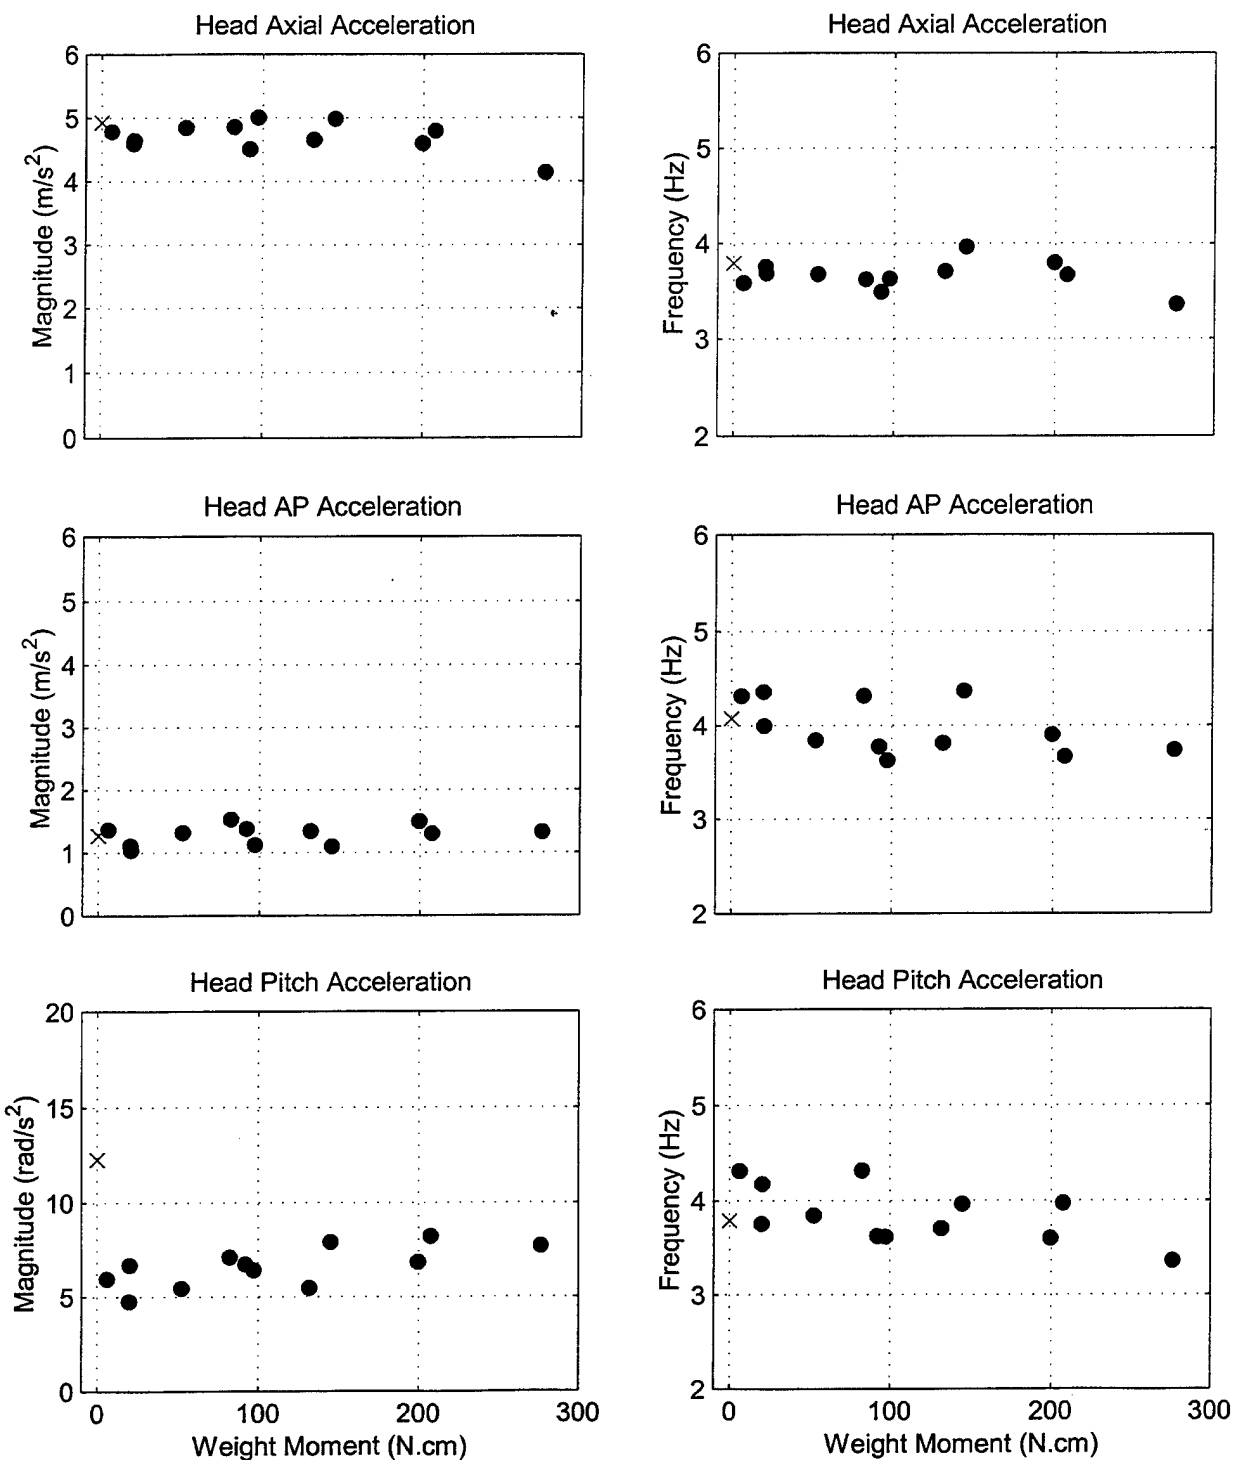 Head Axial Acceleration
6
5
4
3
2
1
0
Magnitude (m/s²)
Head Axial Acceleration
6
5
4
3
2
Frequency (Hz)
Head AP Acceleration
6
5
4
3
2
1
0
Magnitude (m/s²)
Head AP Acceleration
6
5
4
3
2
Frequency (Hz)
Head Pitch Acceleration
20
15
10
5
0
Magnitude (rad/s²)
0 100 200 300
Weight Moment (N.cm)
Head Pitch Acceleration
6
5
4
3
2
Frequency (Hz)
0 100 200 300
Weight Moment (N.cm)